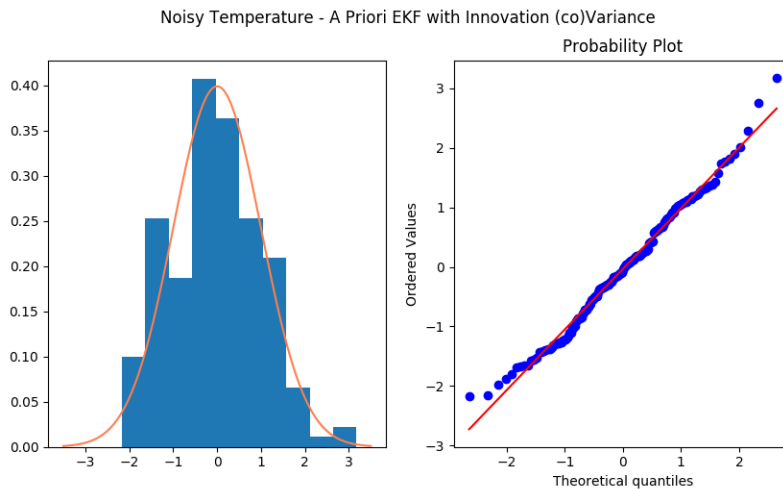 Noisy Temperature - A Priori EKF with Innovation (co)Variance
Probability Plot
0.40
0.35
0.30
0.25
0.20
0.15
0.10
0.05
0.00
−3 −2 −1 0 1 2 3
3
2
1
0
−1
−2
−3
Ordered Values
−2 −1 0 1 2
Theoretical quantiles